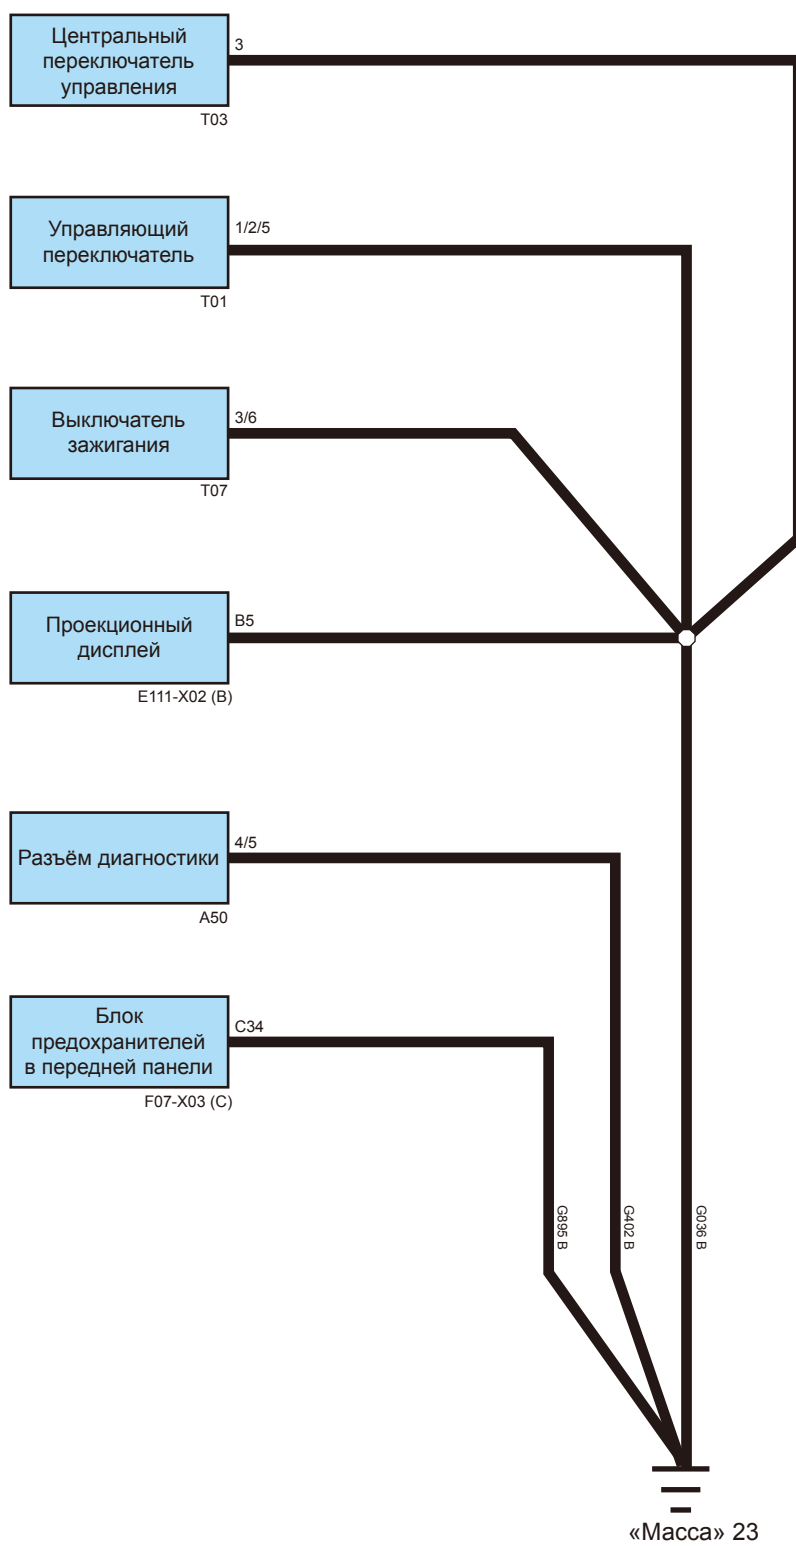 Центральный
переключатель
управления
3
T03
Управляющий
переключатель
1/2/5
T01
Выключатель
зажигания
3/6
T07
Проекционный
дисплей
B5
E111-X02 (B)
Разъём диагностики
4/5
A50
Блок
предохранителей
в передней панели
C34
F07-X03 (C)
G895 B
G402 B
G036 B
«Масса» 23